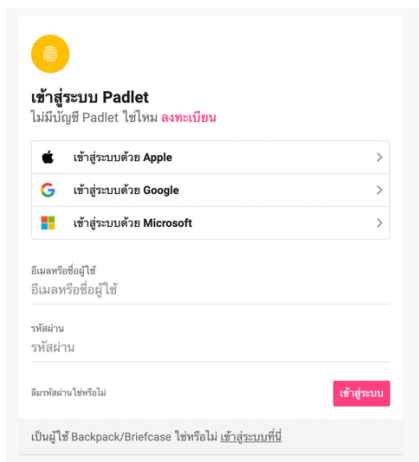 เข้าสู่ระบบ Padlet
ไม่มีบัญชี Padlet ใช่ไหม ลงทะเบียน
เข้าสู่ระบบด้วย Apple
เข้าสู่ระบบด้วย Google
เข้าสู่ระบบด้วย Microsoft
อีเมลหรือชื่อผู้ใช้
อีเมลหรือชื่อผู้ใช้
รหัสผ่าน
รหัสผ่าน
ลืมรหัสผ่านใช่หรือไม่ เข้าสู่ระบบ
เป็นผู้ใช้ Backpack/Briefcase ใช่หรือไม่ เข้าสู่ระบบที่นี่